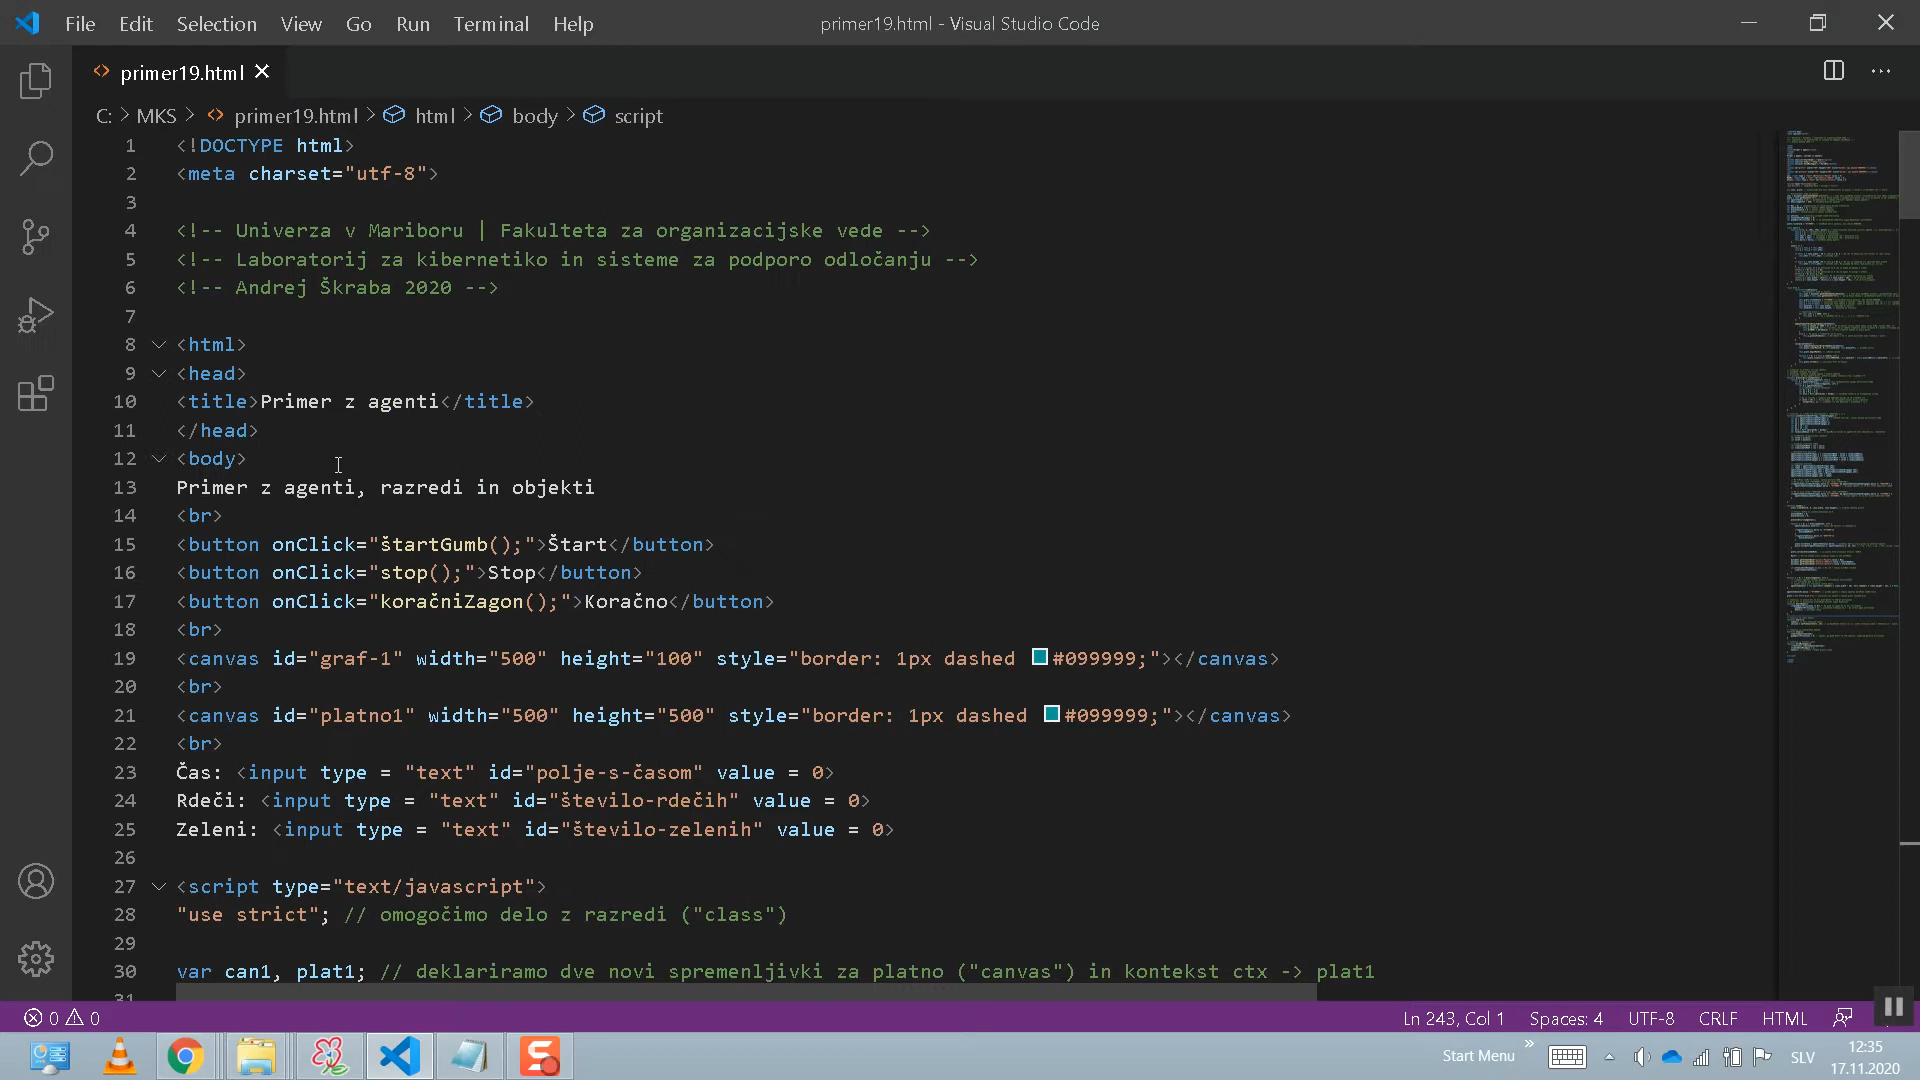 File Edit Selection View Go Run Terminal Help primer19.html - Visual Studio Code
primer19.html
C: > MKS > primer19.html > html > body > script
1 <!DOCTYPE html>
2 <meta charset="utf-8">
3
4 <!-- Univerza v Mariboru | Fakulteta za organizacijske vede -->
5 <!-- Laboratorij za kibernetiko in sisteme za podporo odločanju -->
6 <!-- Andrej Škraba 2020 -->
7
8 <html>
9 <head>
10 <title>Primer z agenti</title>
11 </head>
12 <body>
13 Primer z agenti, razredi in objekti
14 <br>
15 <button onClick="štartGumb();">Štart</button>
16 <button onClick="stop();">Stop</button>
17 <button onClick="koračniZagon();">Koračno</button>
18 <br>
19 <canvas id="graf-1" width="500" height="100" style="border: 1px dashed #099999;"></canvas>
20 <br>
21 <canvas id="platno1" width="500" height="500" style="border: 1px dashed #099999;"></canvas>
22 <br>
23 Čas: <input type = "text" id="polje-s-časom" value = 0>
24 Rdeči: <input type = "text" id="število-rdečih" value = 0>
25 Zeleni: <input type = "text" id="število-zelenih" value = 0>
26
27 <script type="text/javascript">
28 "use strict"; // omogočimo delo z razredi ("class")
29
30 var can1, plat1; // deklariramo dve novi spremenljivki za platno ("canvas") in kontekst ctx -> plat1
31
0 0 Ln 243, Col 1 Spaces: 4 UTF-8 CRLF HTML
Start Menu » SLV 12:35
17.11.2020